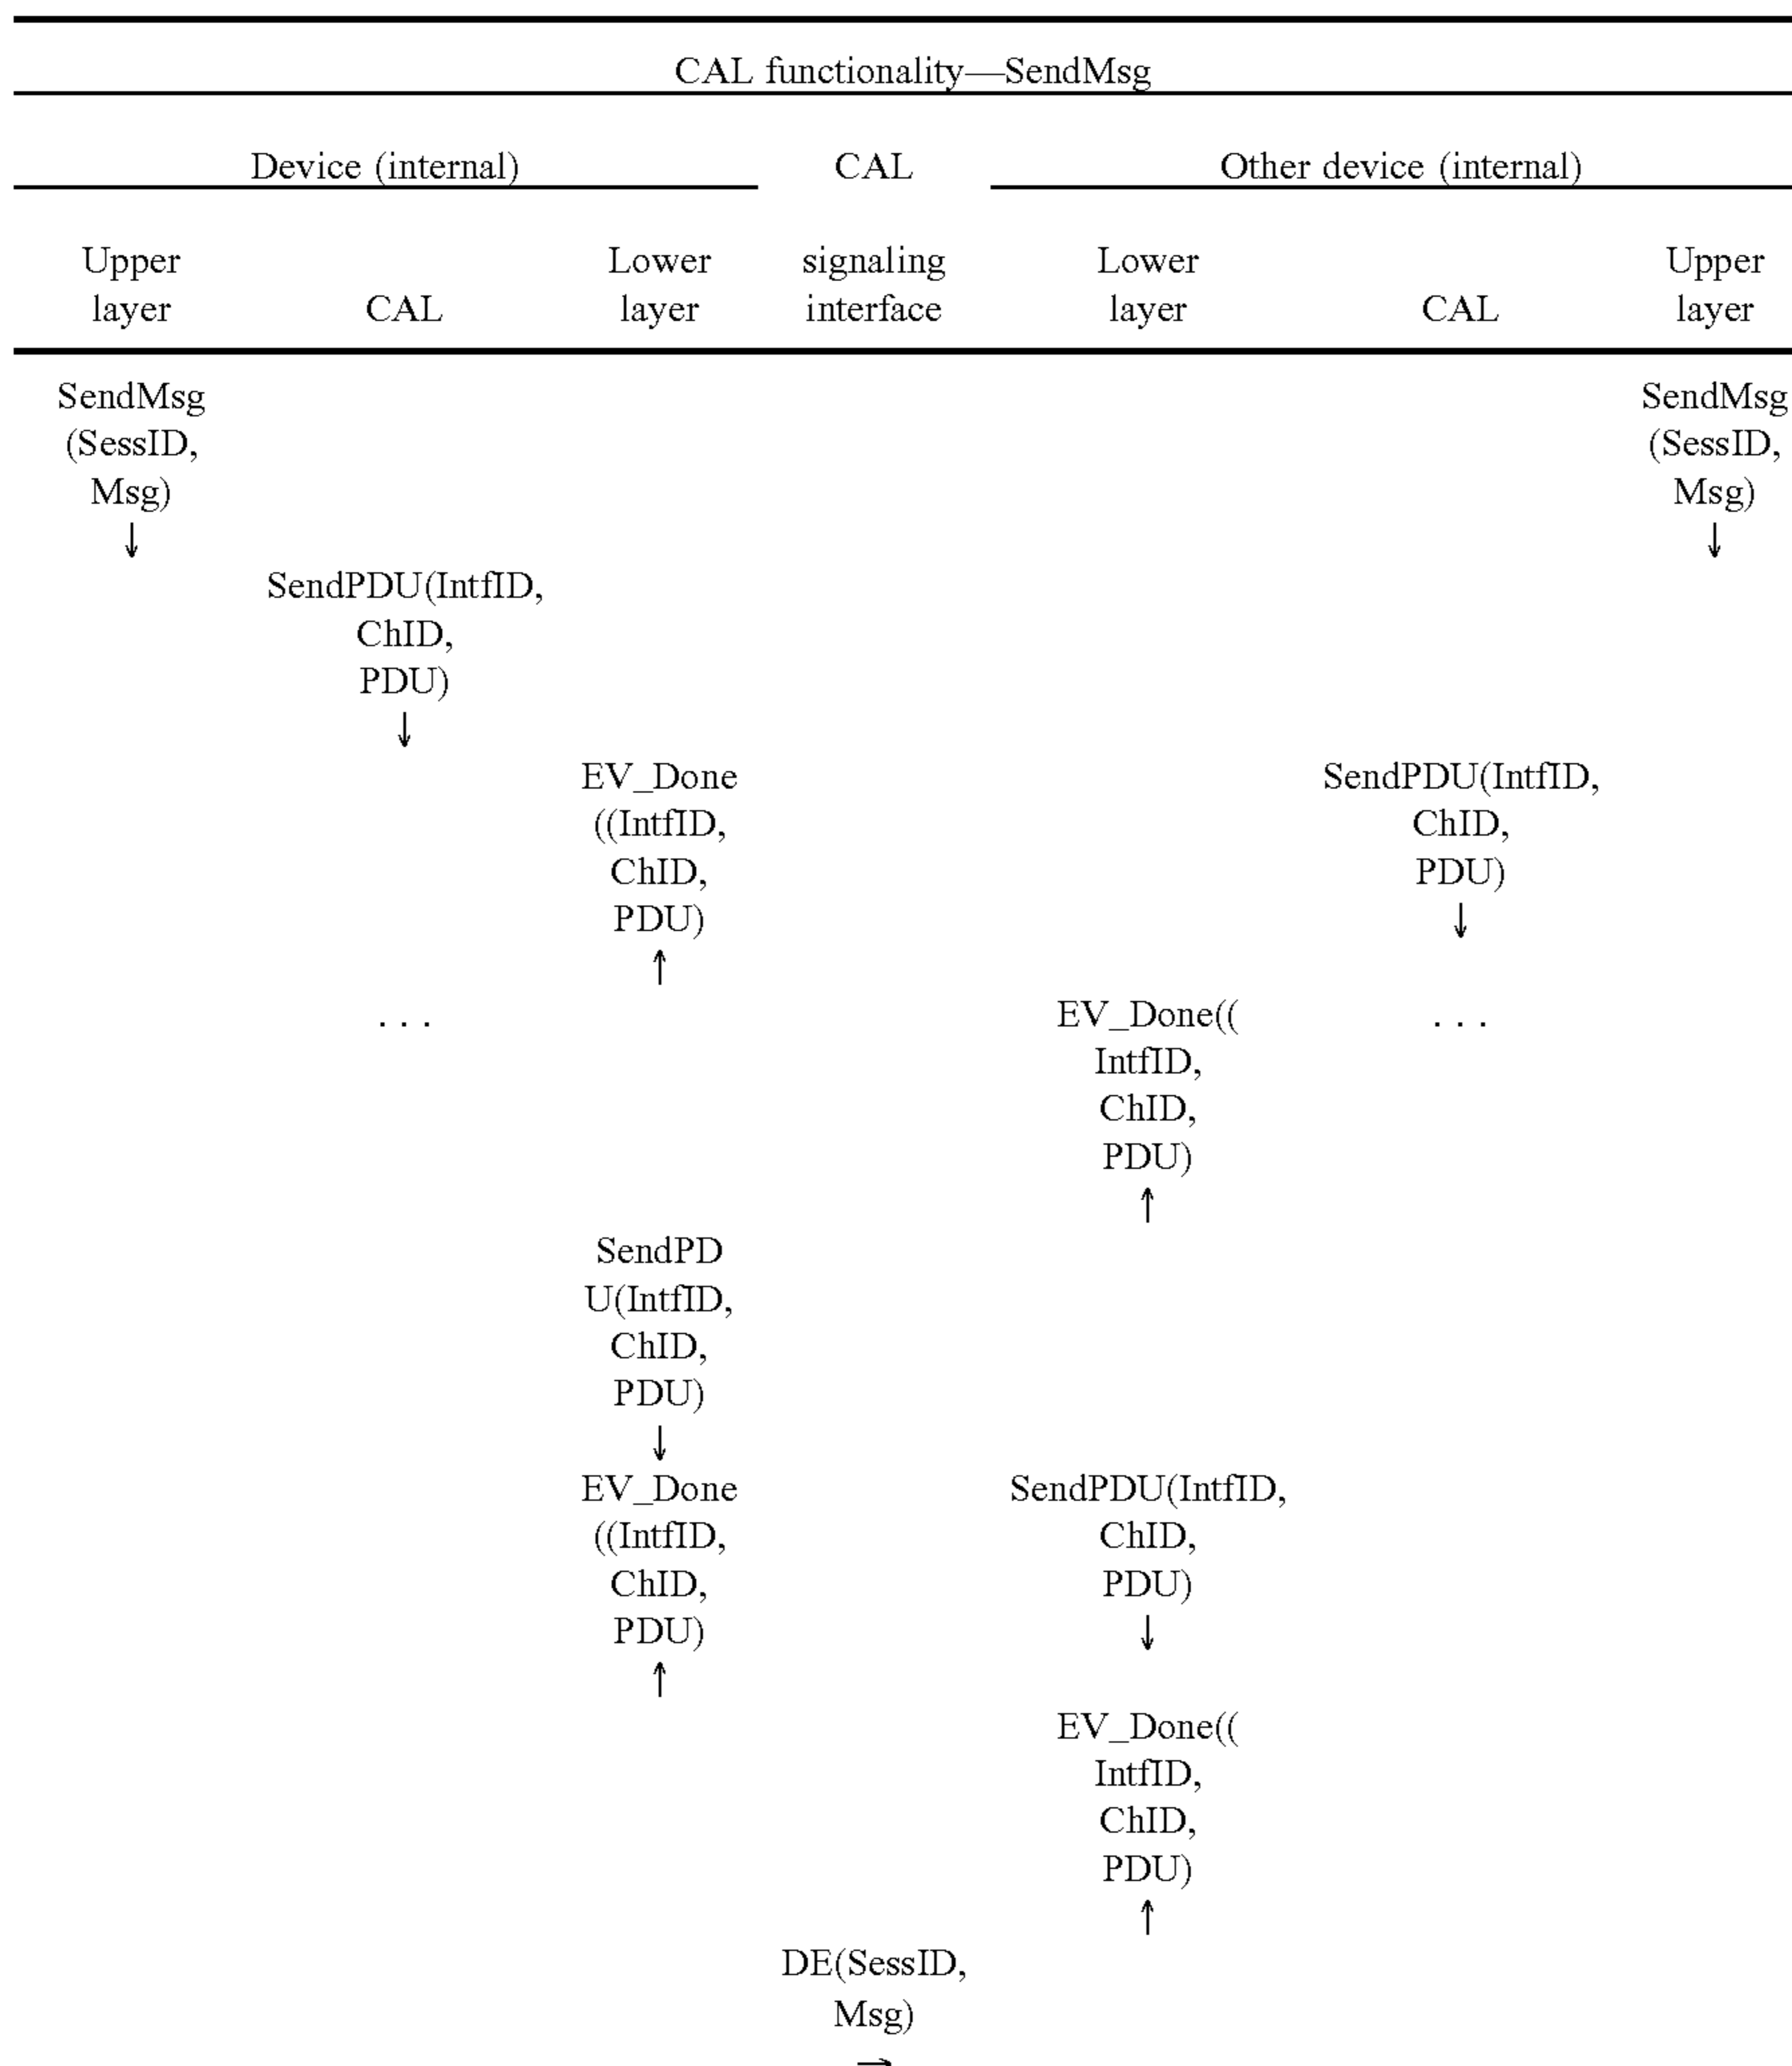 CAL functionality—SendMsg
Device (internal) CAL Other device (internal)
Upper Lower signaling Lower Upper
layer CAL layer interface layer CAL layer
SendMsg SendMsg
(SessID, (SessID,
Msg) Msg)
↓ ↓
SendPDU(IntfID,
ChID,
PDU)
↓
EV_Done SendPDU(IntfID,
((IntfID, ChID,
ChID, PDU)
PDU) ↓
↑
. . . EV_Done(( . . .
IntfID,
ChID,
PDU)
↑
SendPD
U(IntfID,
ChID,
PDU)
↓
EV_Done SendPDU(IntfID,
((IntfID, ChID,
ChID, PDU)
PDU) ↓
↑
EV_Done((
IntfID,
ChID,
PDU)
↑
DE(SessID,
Msg)
→